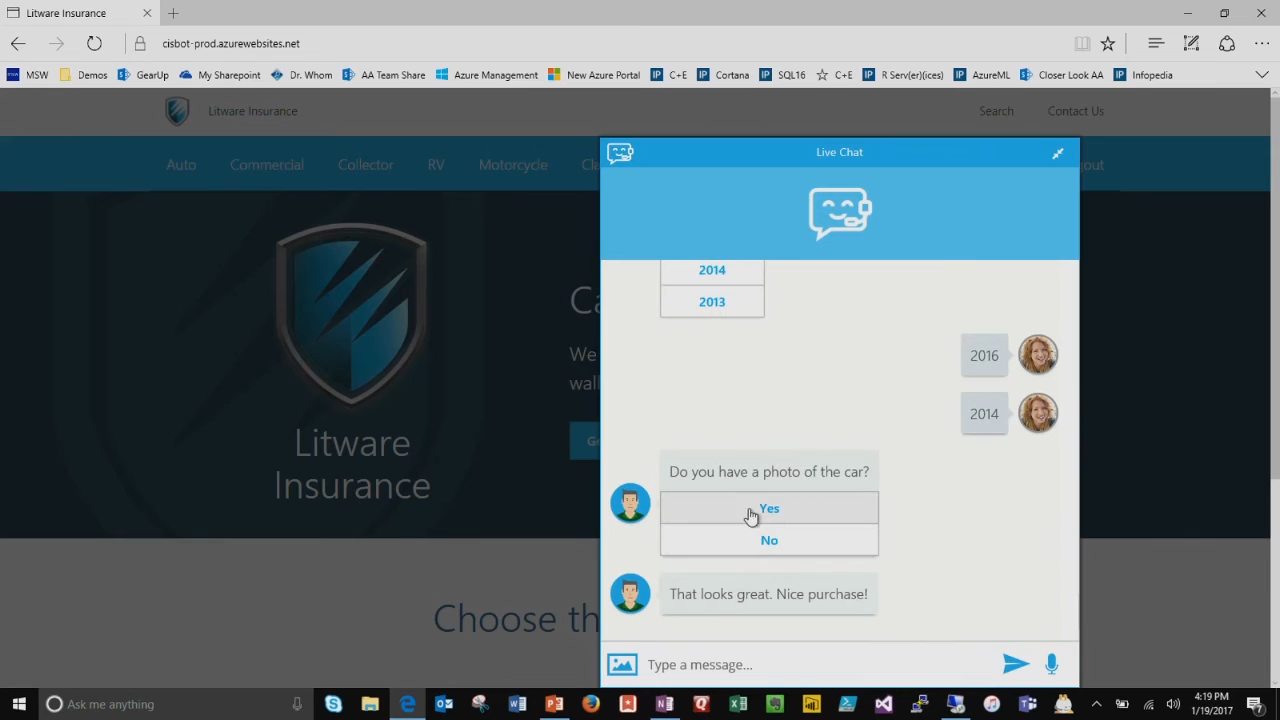 Litware Insurance
cisbot-prod.azurewebsites.net
MSW Demos GearUp My Sharepoint Dr. Whom AA Team Share Azure Management New Azure Portal C+E Cortana SQL16 C+E R Serv(er)(ices) AzureML Closer Look AA Infopedia
Litware Insurance Search Contact Us
Auto Commercial Collector RV Motorcycle
Live Chat
2014
2013
2016
2014
Do you have a photo of the car?
Yes
No
That looks great. Nice purchase!
Type a message...
We
Litware
Insurance
Choose th
Ask me anything
4:19 PM
1/19/2017